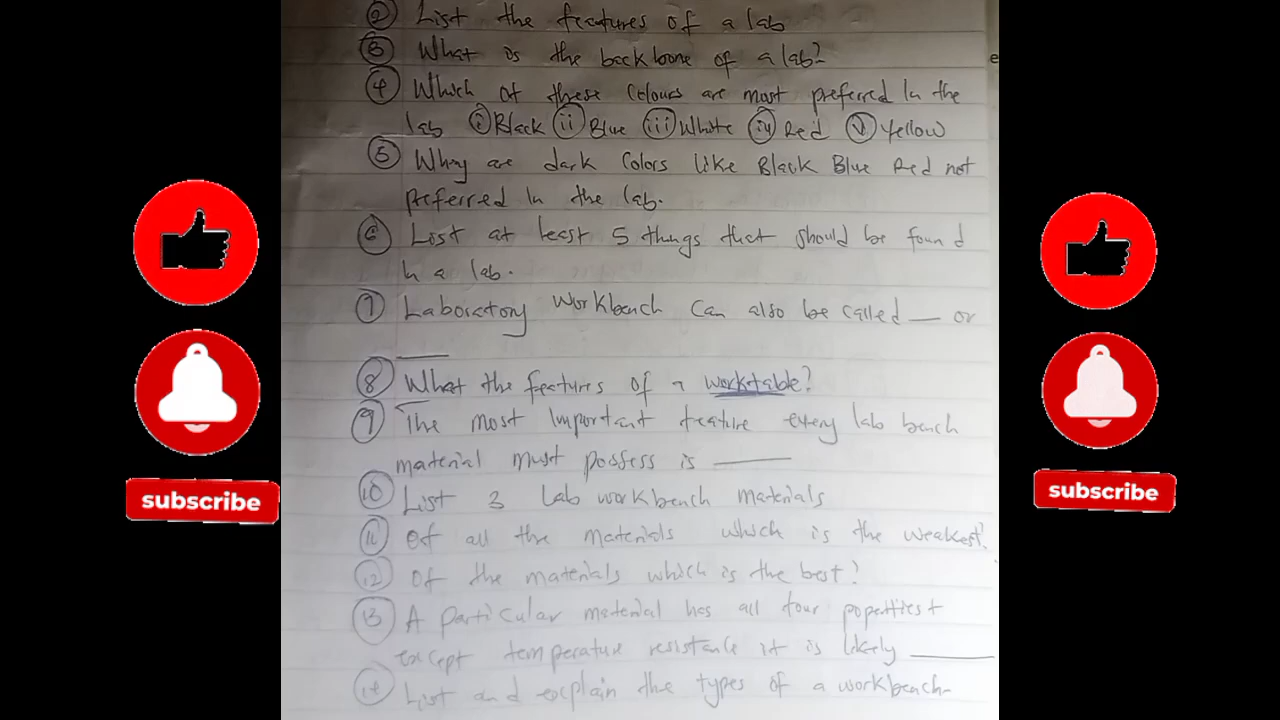 ② List the features of a lab
③ What is the backbone of a lab?
④ Which of these Colours are most preferred In the
lab ⓘ Black ⓘⓘ Blue ⓘⓘⓘ White ⓘⓥ Red ⓥ Yellow
⑤ Why are dark Colors like Black Blue Red not
preferred In the lab.
⑥ List at least 5 things that should be found
In a lab.
⑦ Laboratory Workbench Can also be called __ or
__
⑧ What the features of a worktable?
⑨ The most Important feature every lab bench
material must possess is __
⑩ List 3 Lab workbench materials
⑪ Of all the materials which is the weakest?
⑫ Of the materials which is the best?
⑬ A particular material has all four poperties +
except temperature resistance it is likely __
⑭ List and explain the types of a workbench-
subscribe
subscribe